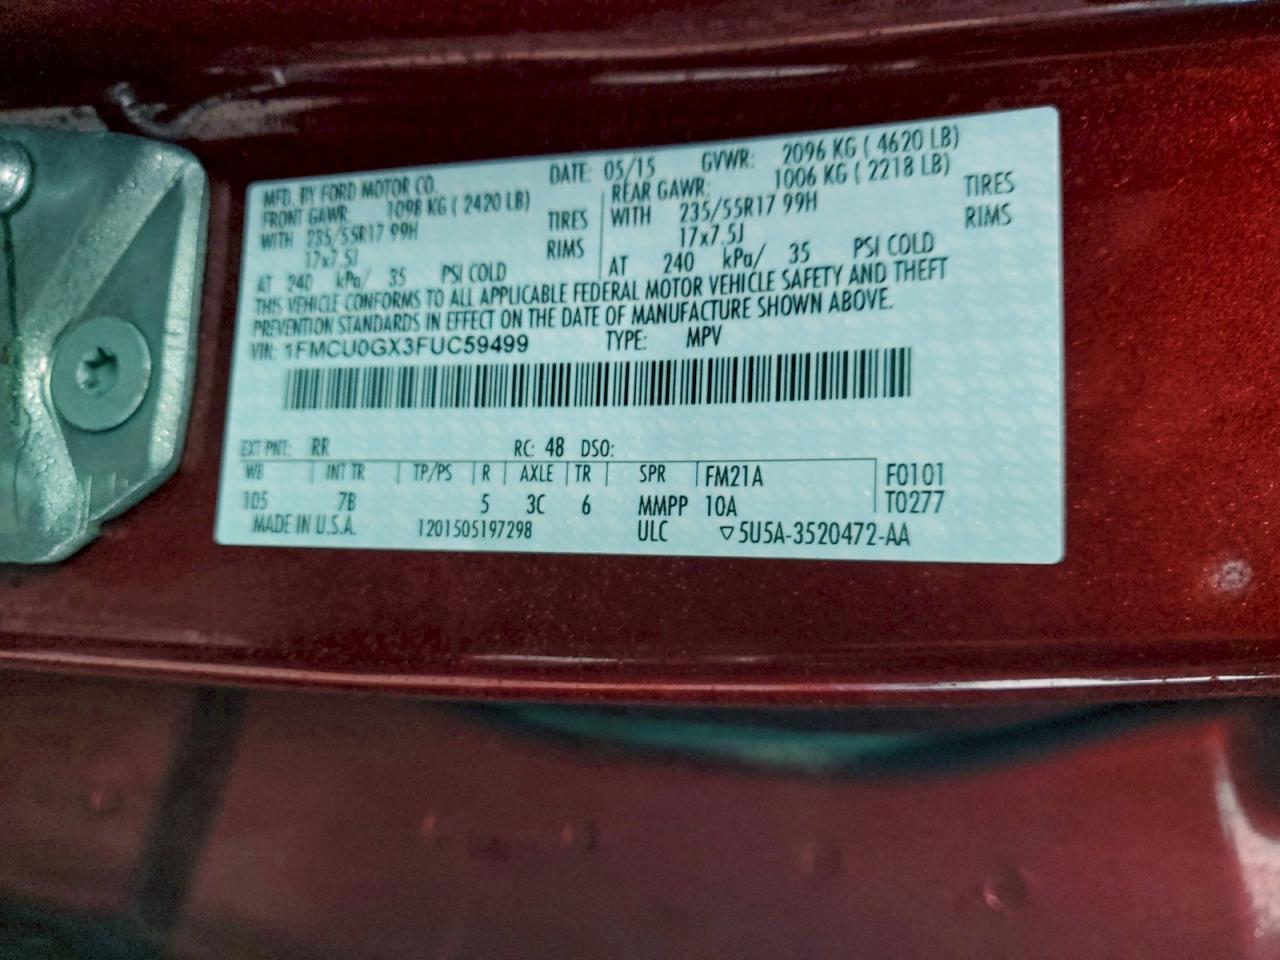 MFD. BY FORD MOTOR CO.
DATE: 05/15 GVWR: 2096 KG ( 4620 LB)
FRONT GAWR: 1098 KG ( 2420 LB)
WITH 235/55R17 99H TIRES
17x7.5J RIMS
AT 240 kPa/ 35 PSI COLD
REAR GAWR: 1006 KG ( 2218 LB)
WITH 235/55R17 99H TIRES
17x7.5J RIMS
AT 240 kPa/ 35 PSI COLD
THIS VEHICLE CONFORMS TO ALL APPLICABLE FEDERAL MOTOR VEHICLE SAFETY AND THEFT
PREVENTION STANDARDS IN EFFECT ON THE DATE OF MANUFACTURE SHOWN ABOVE.
VIN: 1FMCU0GX3FUC59499 TYPE: MPV
EXT PNT: RR RC: 48 DSO:
WB INT TR TP/PS R AXLE TR SPR FM21A F0101
105 7B 5 3C 6 MMPP 10A T0277
MADE IN U.S.A. 1201505197298 ULC ▽5U5A-3520472-AA